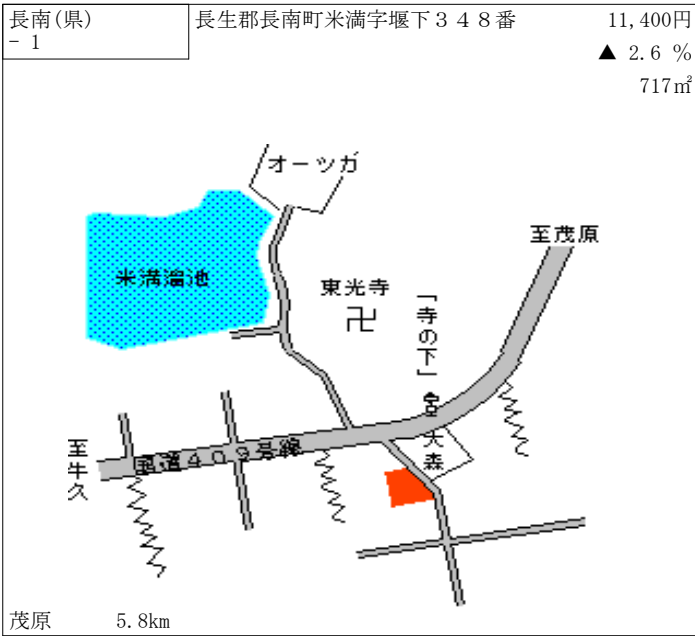 長南(県)
- 1
長生郡長南町米満字堰下３４８番
11,400円
▲ 2.6 %
717㎡
オーツカ
至茂原
米満溜池
東光寺
「寺の下」
大森
至牛久
国道４０９号線
茂原 5.8km